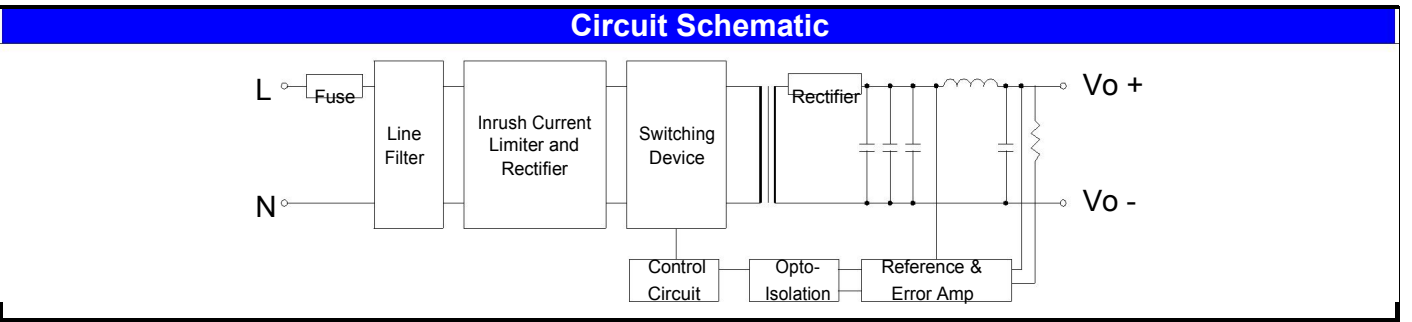 Circuit Schematic
L
Fuse
Line
Filter
Inrush Current
Limiter and
Rectifier
Switching
Device
Rectifier
Vo +
N
Vo -
Control
Circuit
Opto-
Isolation
Reference &
Error Amp